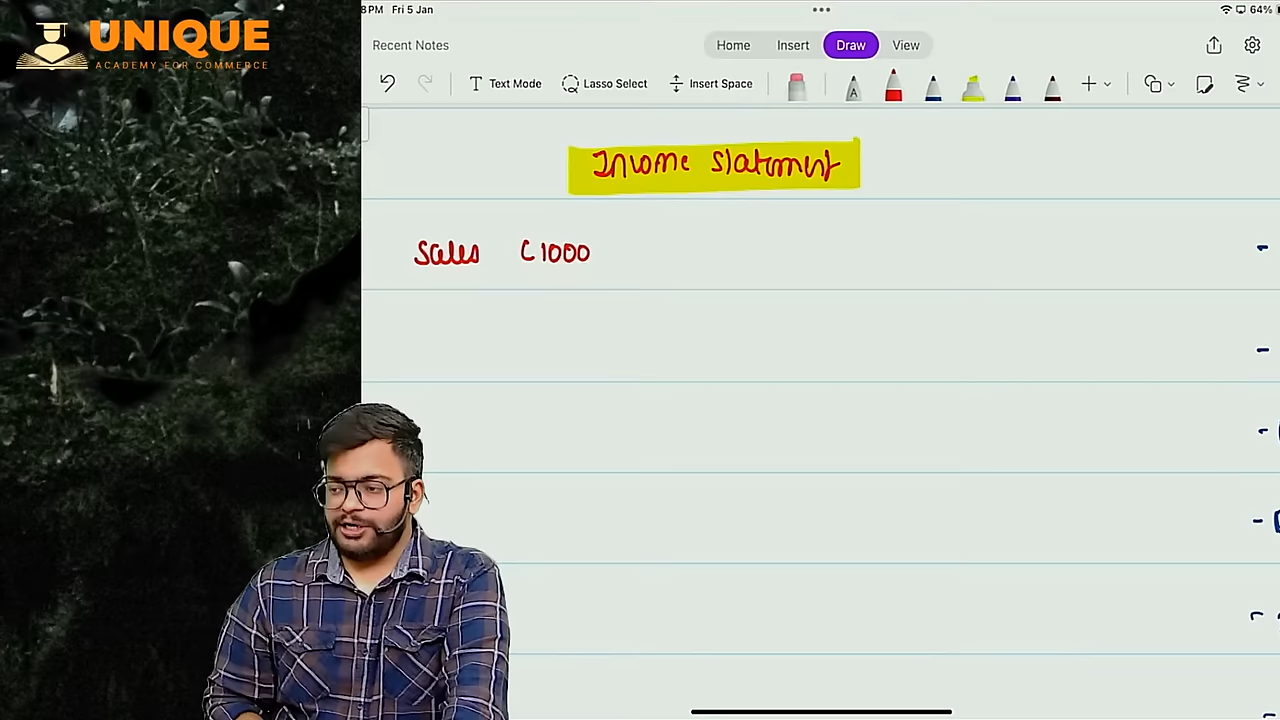 UNIQUE
ACADEMY FOR COMMERCE
8PM Fri 5 Jan
64%
Recent Notes
Home Insert Draw View
Text Mode Lasso Select Insert Space
A
Income Statement
Sales (1000